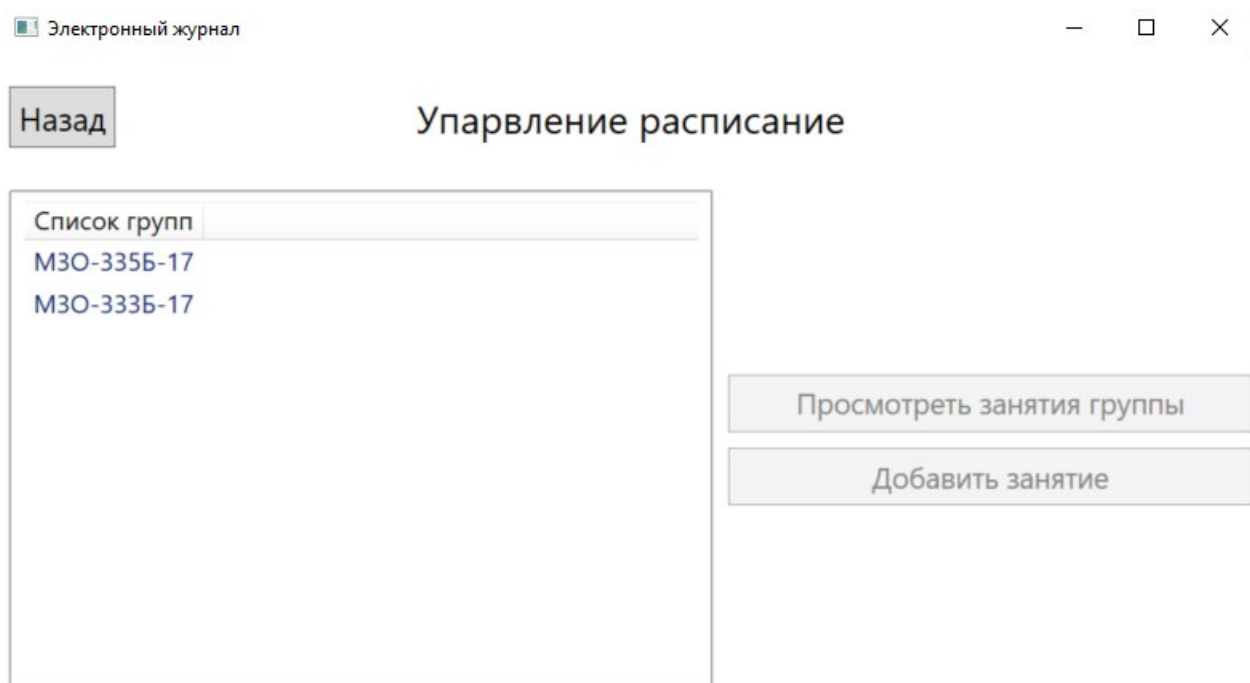 Электронный журнал
Назад
Упарвление расписание
Список групп
МЗО-335Б-17
МЗО-333Б-17
Просмотреть занятия группы
Добавить занятие